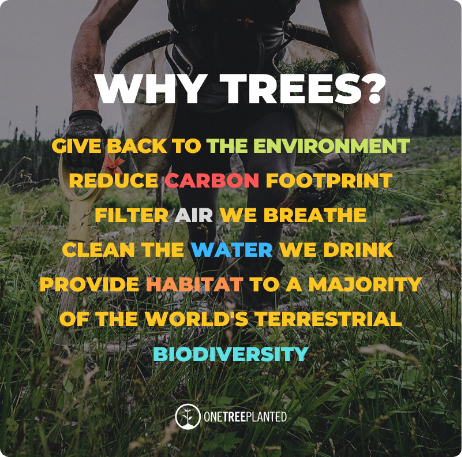 WHY TREES?
GIVE BACK TO THE ENVIRONMENT
REDUCE CARBON FOOTPRINT
FILTER AIR WE BREATHE
CLEAN THE WATER WE DRINK
PROVIDE HABITAT TO A MAJORITY
OF THE WORLD'S TERRESTRIAL
BIODIVERSITY
ONETREEPLANTED